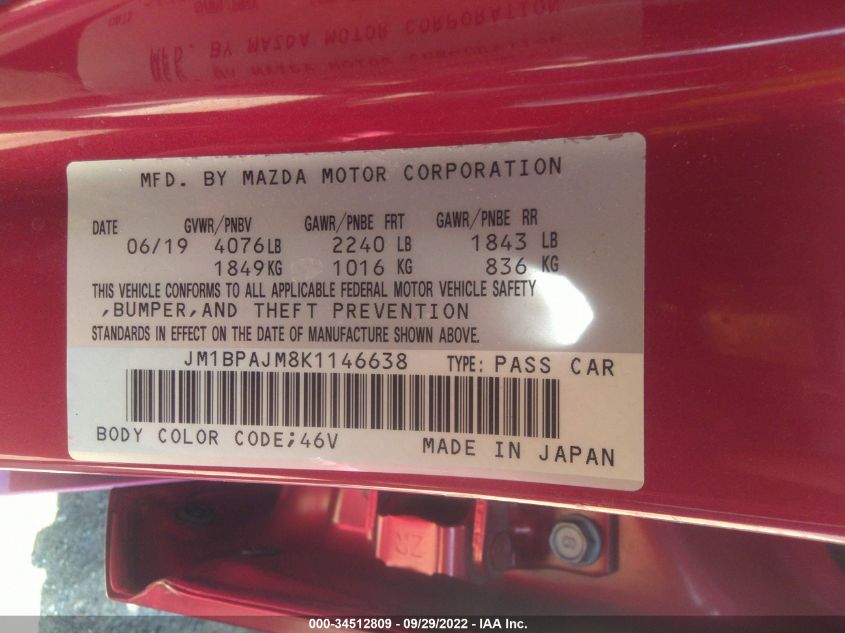 MFD. BY MAZDA MOTOR CORPORATION
DATE GVWR/PNBV GAWR/PNBE FRT GAWR/PNBE RR
06/19 4076LB 2240 LB 1843 LB
1849KG 1016 KG 836 KG
THIS VEHICLE CONFORMS TO ALL APPLICABLE FEDERAL MOTOR VEHICLE SAFETY
,BUMPER,AND THEFT PREVENTION
STANDARDS IN EFFECT ON THE DATE OF MANUFACTURE SHOWN ABOVE.
JM1BPAJM8K1146638 TYPE: PASS CAR
BODY COLOR CODE;46V MADE IN JAPAN
000-34512809 - 09/29/2022 - IAA Inc.